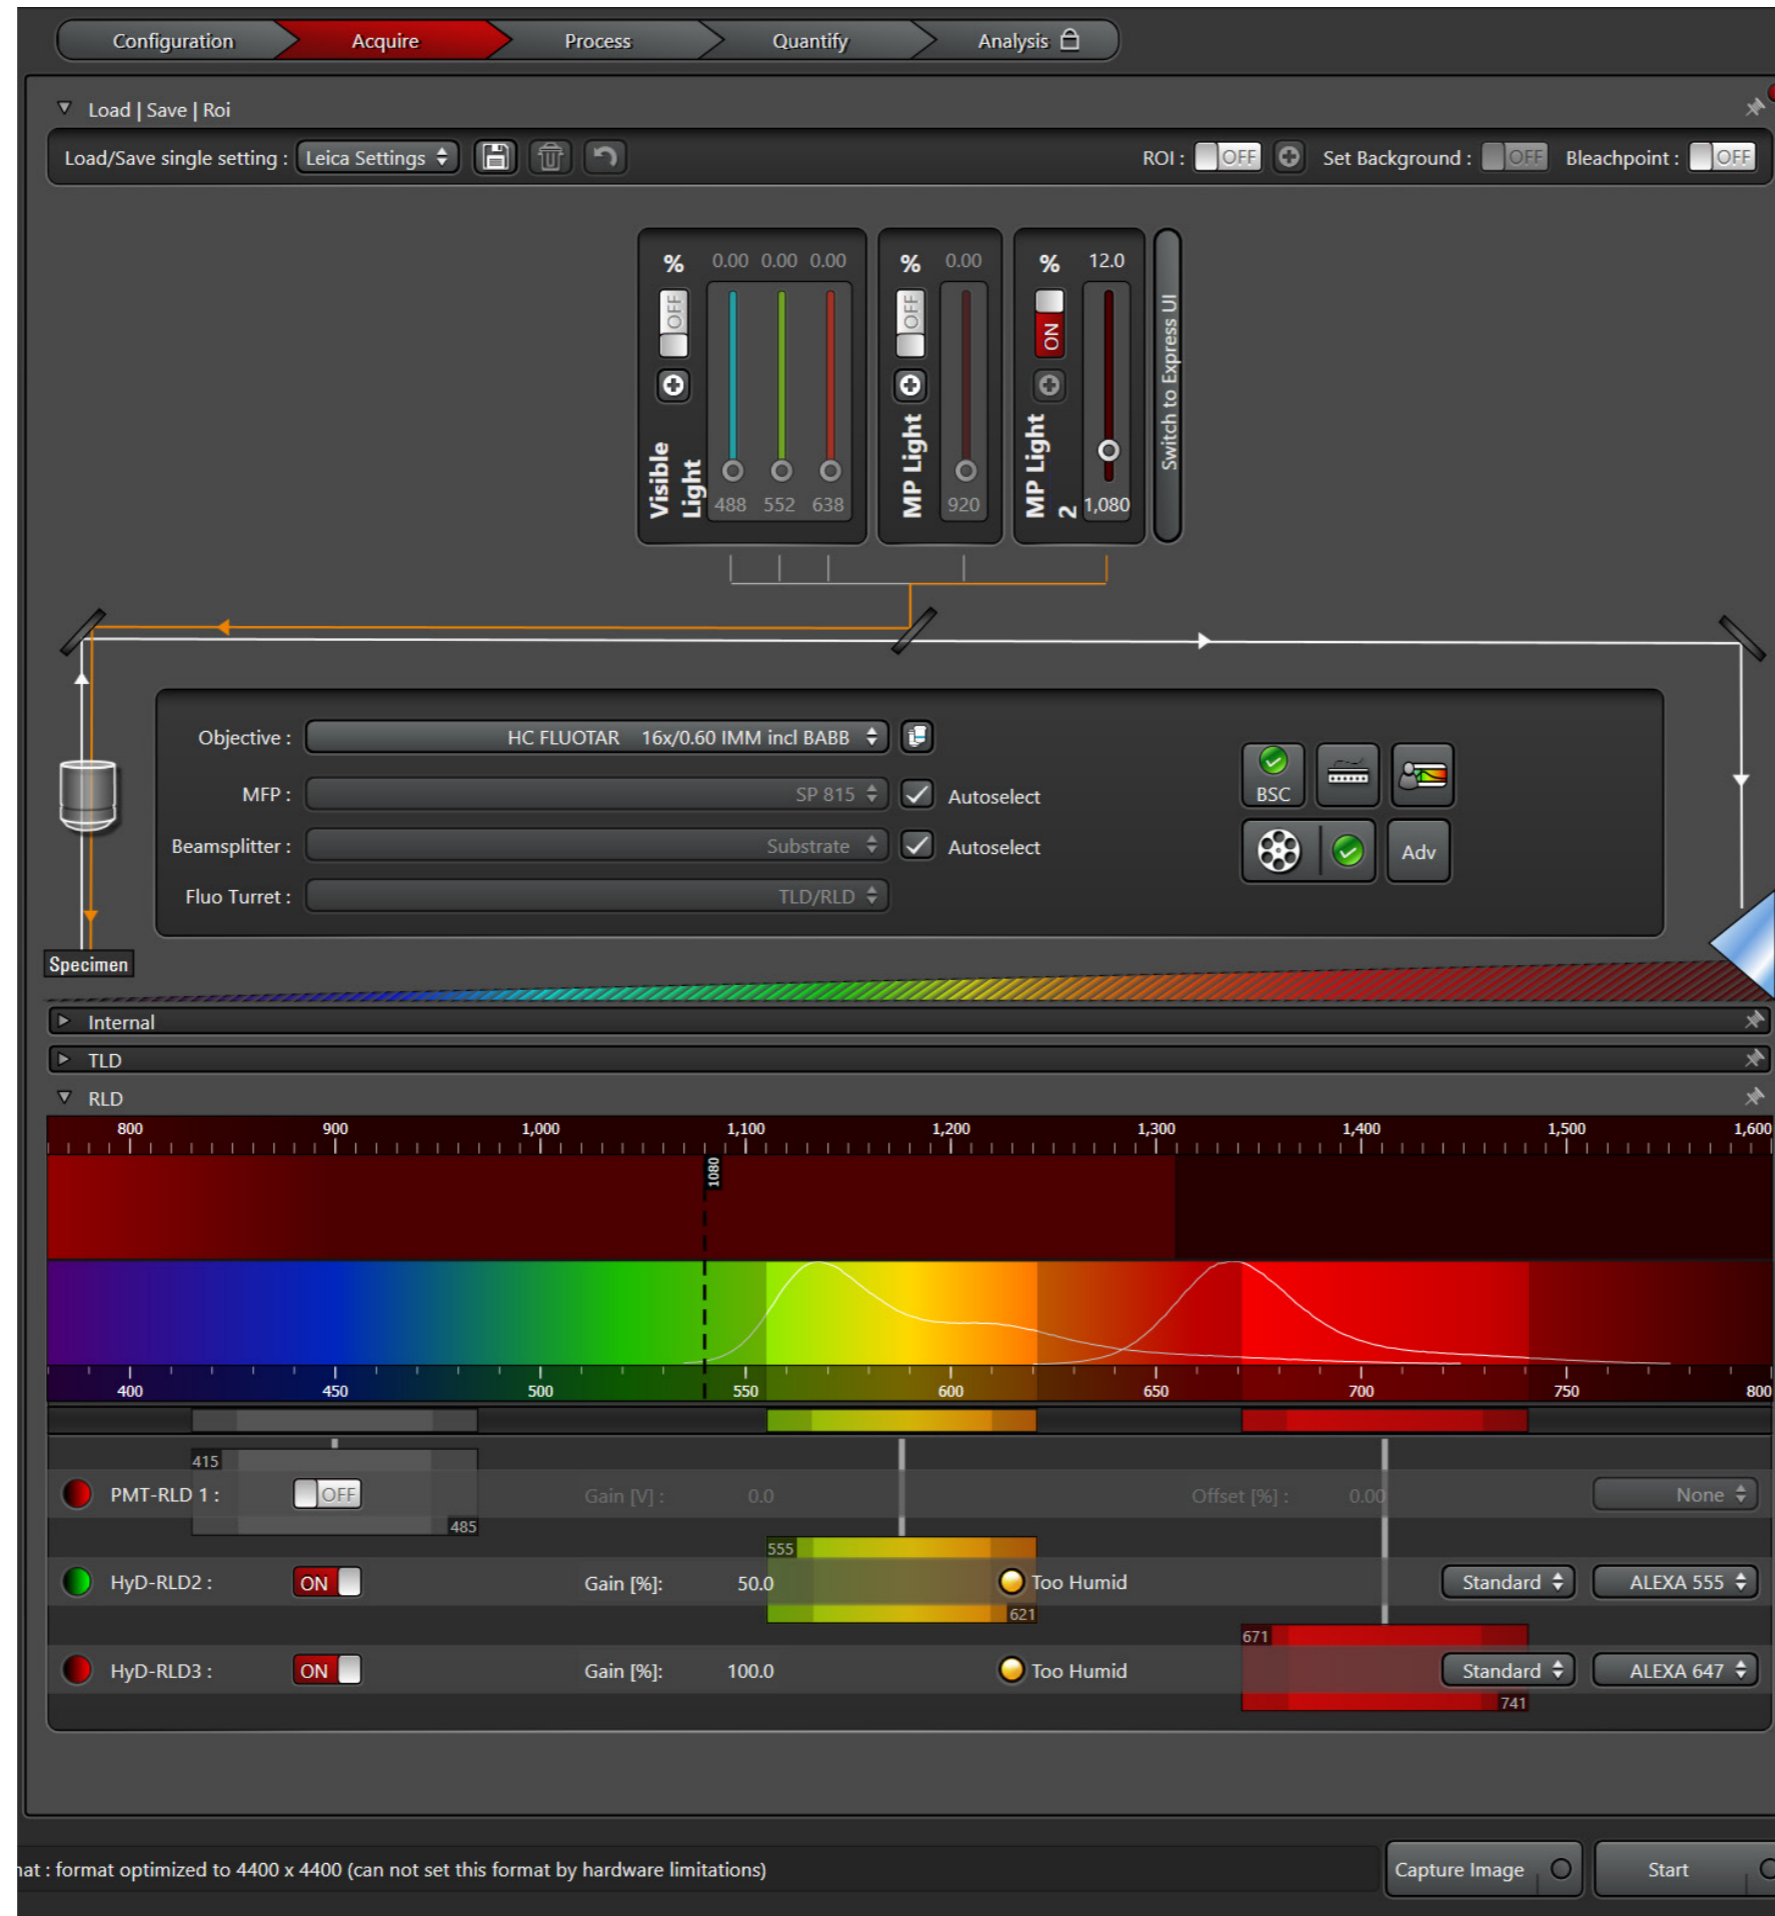 Configuration Acquire Process Quantify Analysis
Load | Save | Roi
Load/Save single setting : Leica Settings ROI : OFF Set Background : OFF Bleachpoint : OFF
% 0.00 0.00 0.00 % 0.00 % 12.0
OFF OFF ON
Visible Light MP Light MP Light 2 Switch to Express UI
488 552 638 920 1,080
Objective : HC FLUOTAR 16x/0.60 IMM incl BABB
MFP : SP 815 Autoselect BSC
Beamsplitter : Substrate Autoselect Adv
Fluo Turret : TLD/RLD
Specimen
Internal
TLD
RLD
800 900 1,000 1,100 1,200 1,300 1,400 1,500 1,600
1080
400 450 500 550 600 650 700 750 800
415
PMT-RLD 1 : OFF Gain [V] : 0.0 Offset [%] : 0.00 None
485
555
HyD-RLD2 : ON Gain [%]: 50.0 Too Humid Standard ALEXA 555
621
671
HyD-RLD3 : ON Gain [%]: 100.0 Too Humid Standard ALEXA 647
741
nat : format optimized to 4400 x 4400 (can not set this format by hardware limitations) Capture Image Start